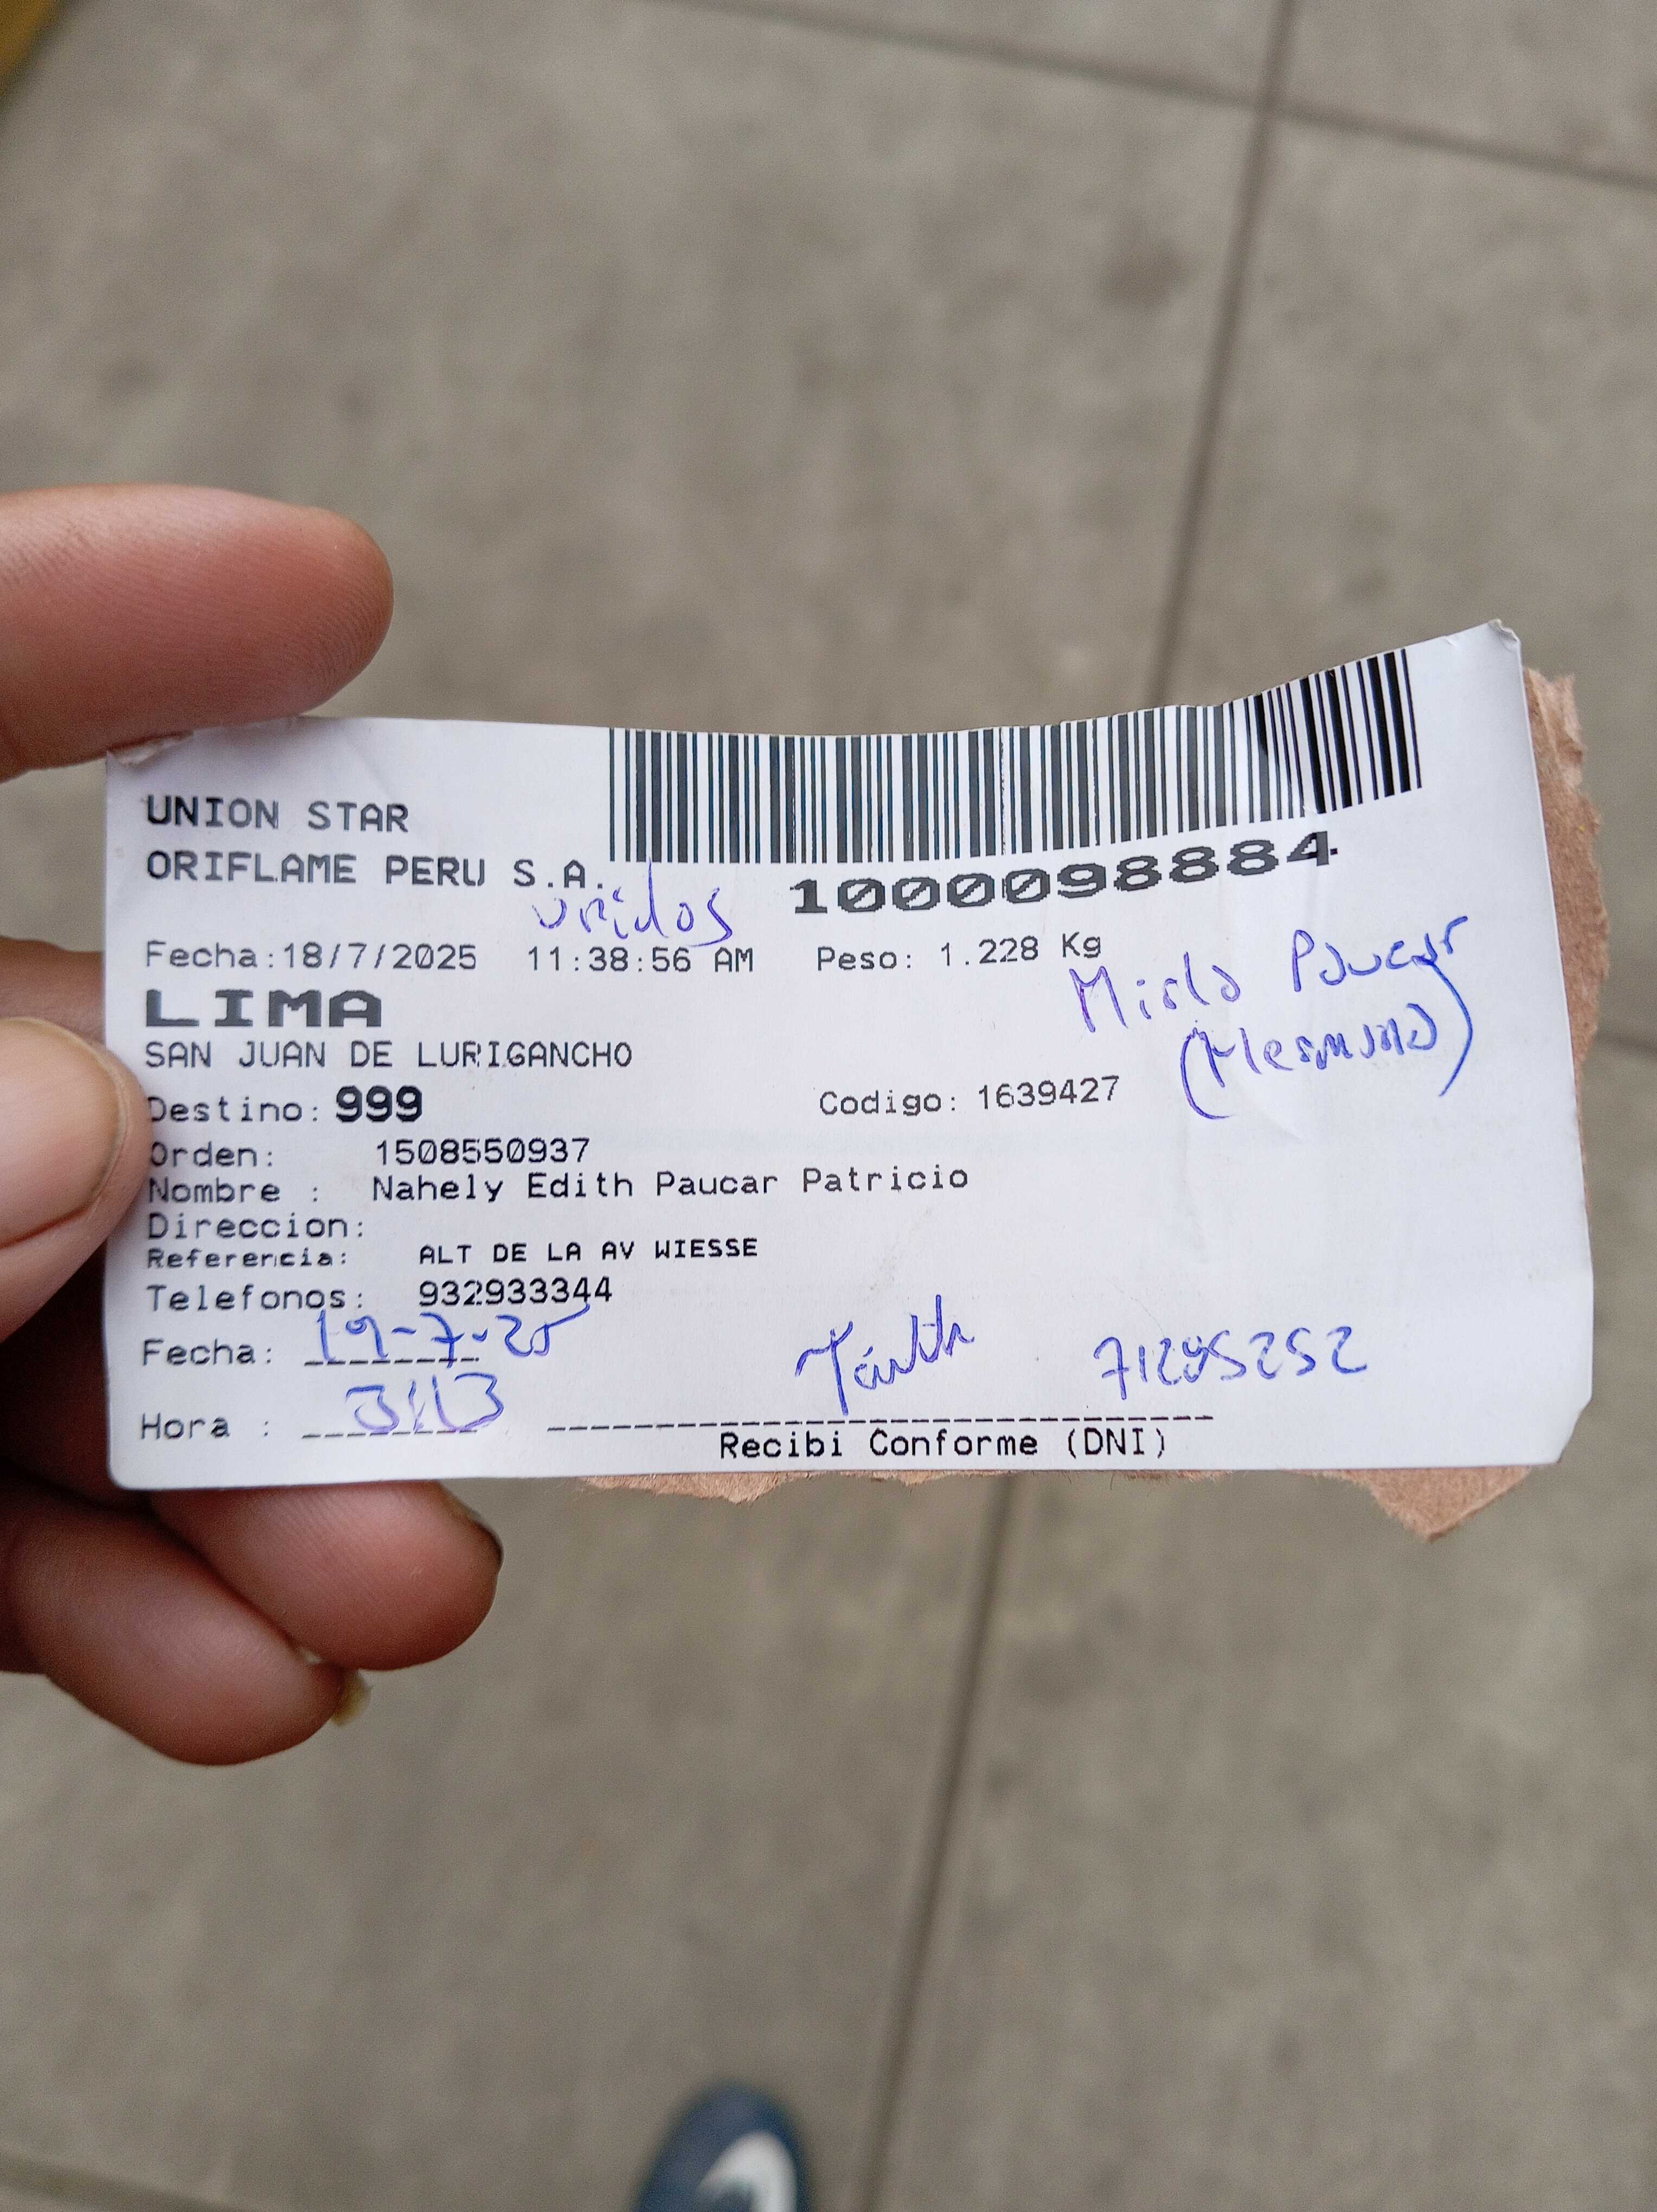 UNION STAR
ORIFLAME PERU S.A.
1000098884
unidos
Fecha:18/7/2025 11:38:56 AM Peso: 1.228 Kg
LIMA
Paucar
SAN JUAN DE LURIGANCHO
Destino: 999 Codigo: 1639427
Orden: 1508550937
Nombre : Nahely Edith Paucar Patricio
Direccion:
Referencia: ALT DE LA AV WIESSE
Telefonos: 932933344
Fecha: 19-7-25
Hora : 3:13
Recibi Conforme (DNI)